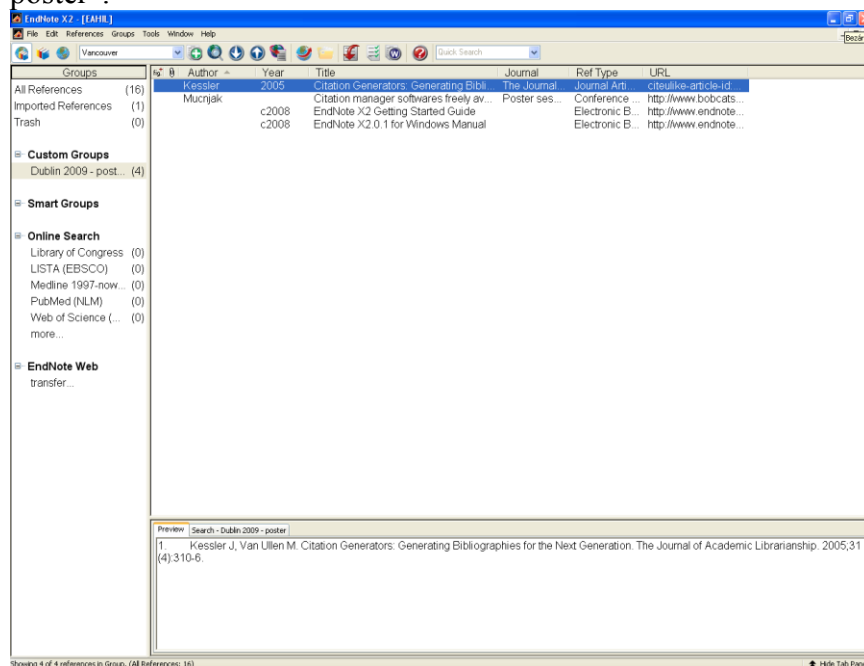 poster".
EndNote X2 - [EAHIL]
File Edit References Groups Tools Window Help
Bezár
Vancouver
Quick Search
Groups
All References (16)
Imported References (1)
Trash (0)
Custom Groups
Dublin 2009 - post... (4)
Smart Groups
Online Search
Library of Congress (0)
LISTA (EBSCO) (0)
Medline 1997-now... (0)
PubMed (NLM) (0)
Web of Science (... (0)
more...
EndNote Web
transfer...
Author Year Title Journal Ref Type URL
Kessler 2005 Citation Generators: Generating Bibli... The Journal... Journal Arti... citeulike-article-id:...
Mucnjak Citation manager softwares freely av... Poster ses... Conference ... http://www.bobcats...
c2008 EndNote X2 Getting Started Guide Electronic B... http://www.endnote...
c2008 EndNote X2.0.1 for Windows Manual Electronic B... http://www.endnote...
Preview Search - Dublin 2009 - poster
1. Kessler J, Van Ullen M. Citation Generators: Generating Bibliographies for the Next Generation. The Journal of Academic Librarianship. 2005;31
(4):310-6.
Showing 4 of 4 references in Group. (All References: 16)
Hide Tab Pane